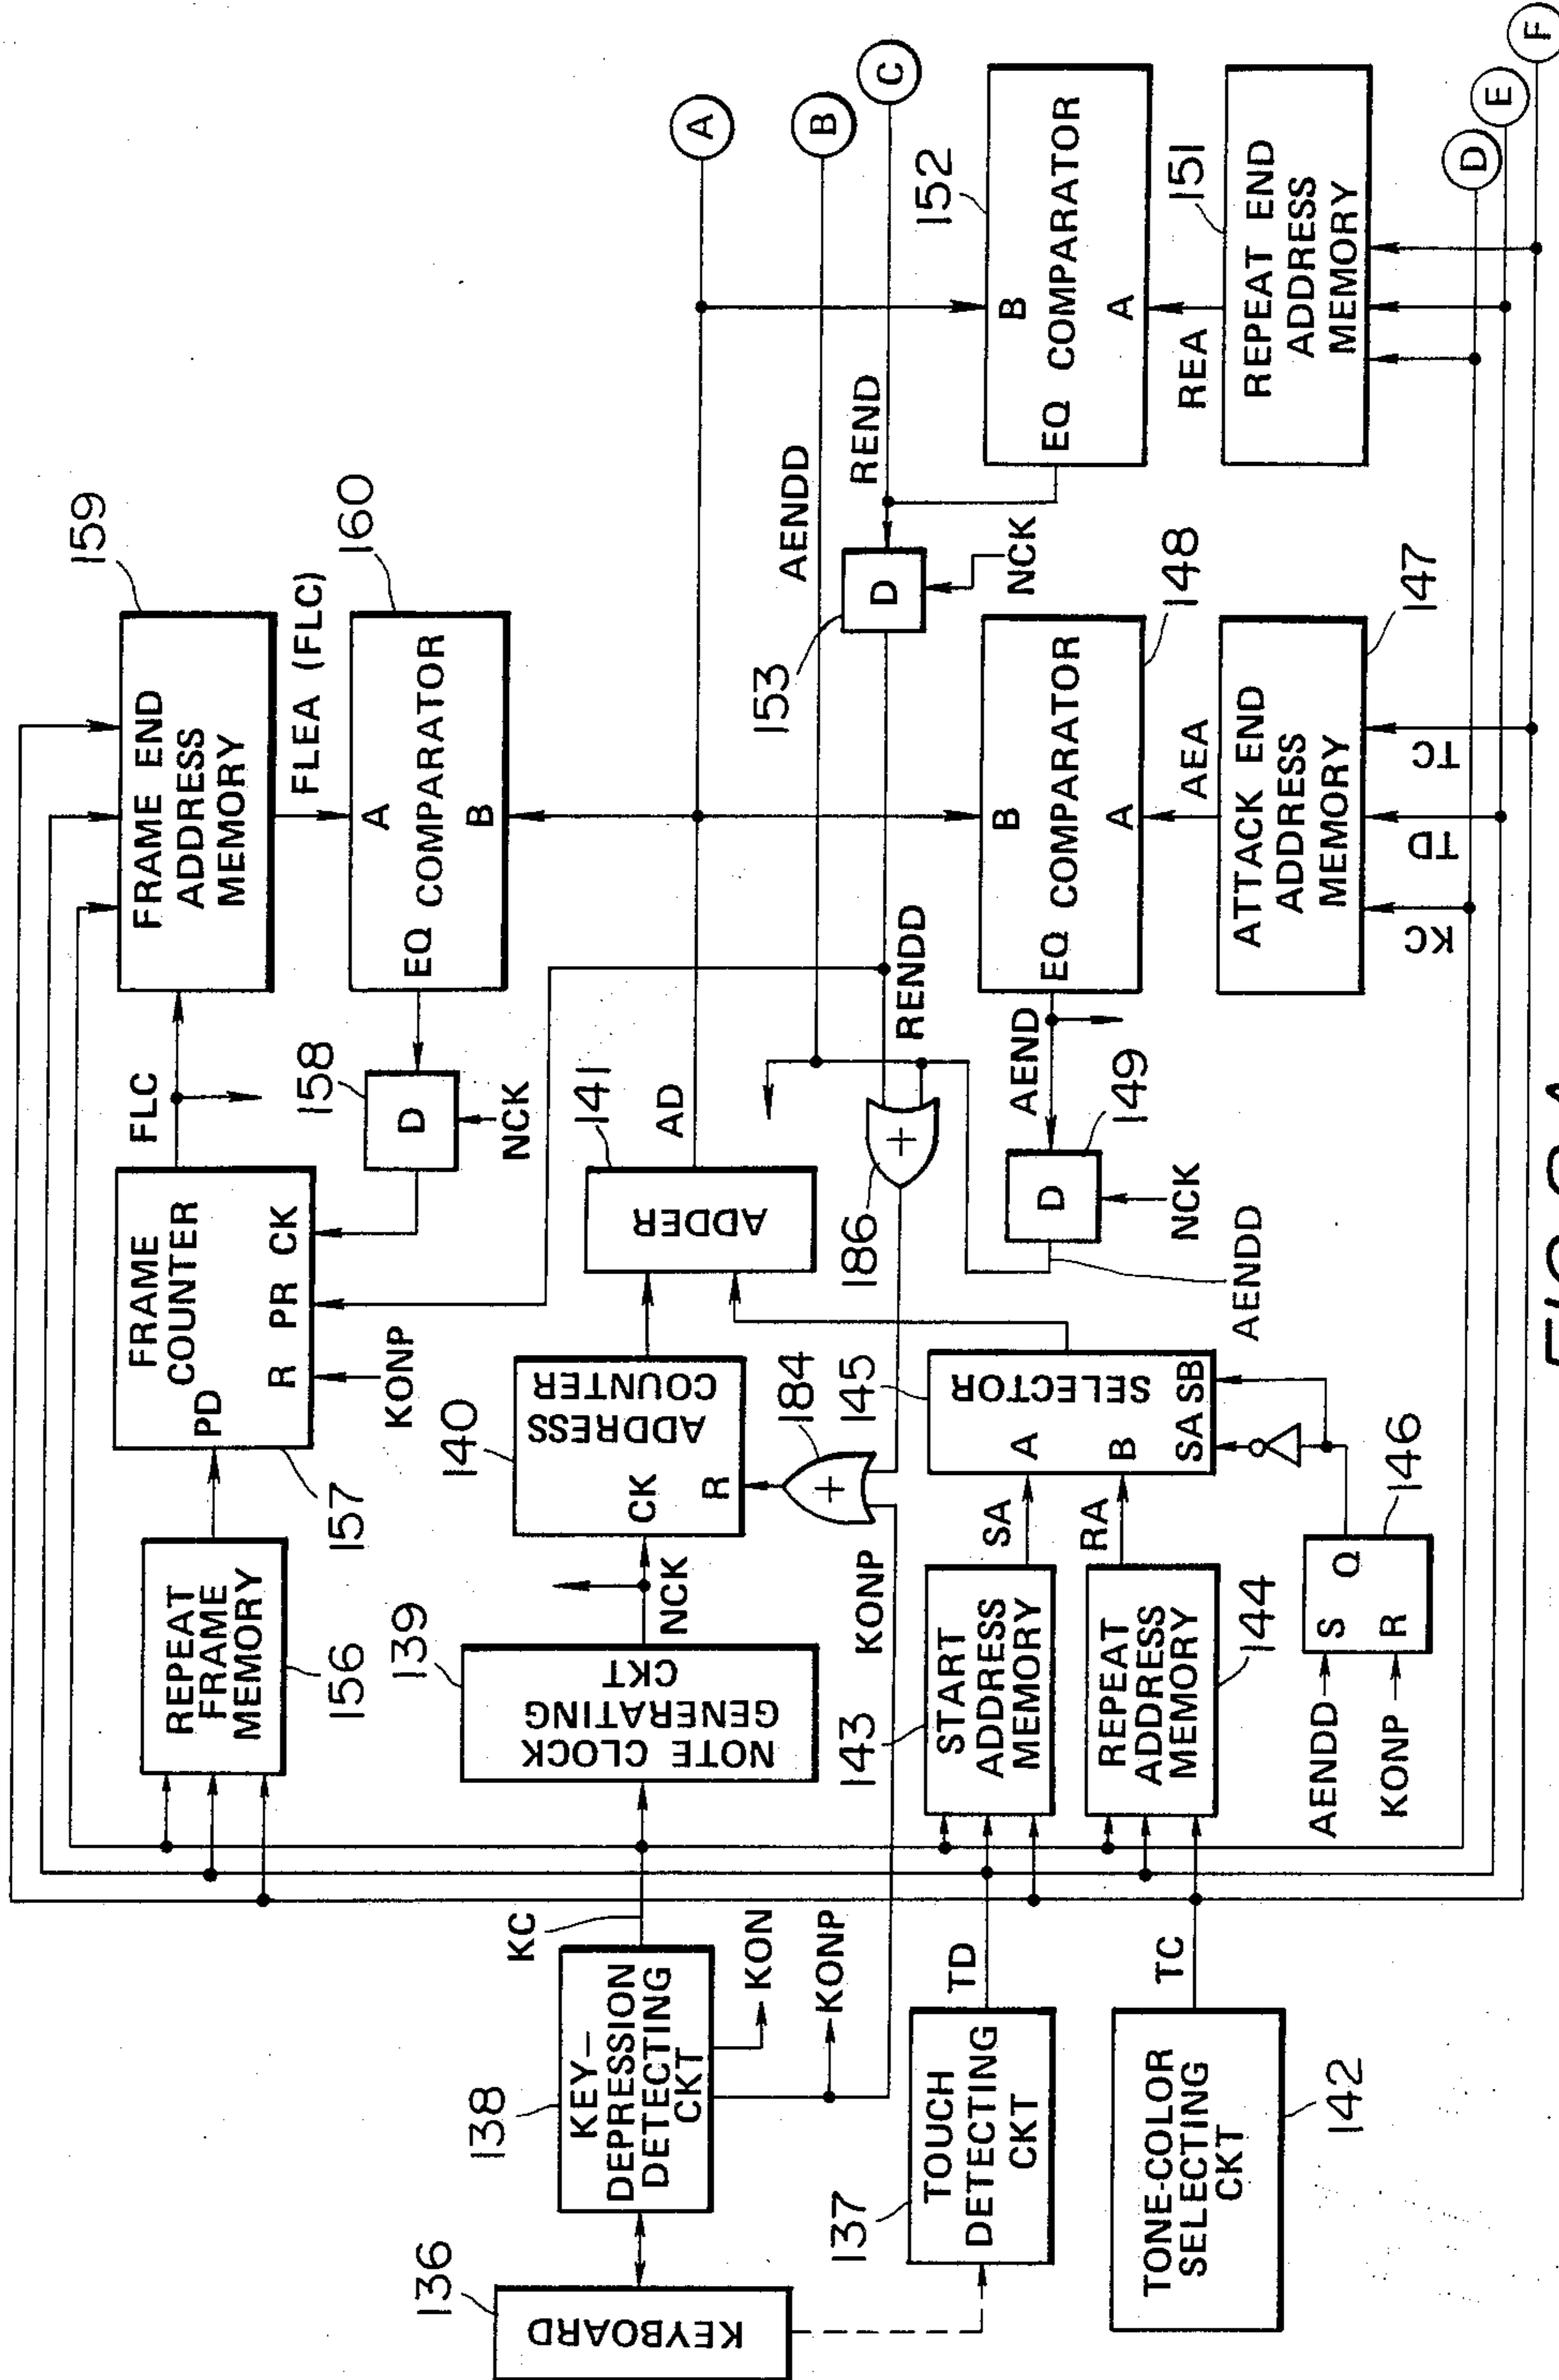 159
FRAME END
ADDRESS
MEMORY
FLEA (FLC)
160
A
EQ COMPARATOR
B
FLC
158
D
NCK
FRAME
COUNTER
PD
R PR CK
KONP
157
REPEAT
FRAME
MEMORY
156
A
B
C
AENDD
REND
153
D
NCK
152
B
EQ COMPARATOR
A
REA
151
REPEAT END
ADDRESS
MEMORY
D
E
F
141
AD
ADDER
RENDD
186
+
148
B
EQ COMPARATOR
A
AEA
147
ATTACK END
ADDRESS
MEMORY
KC
TD
TC
AEND
149
D
NCK
AENDD
140
ADDRESS
COUNTER
CK
R
184
+
145
SELECTOR
A
B
SA SB
139
NOTE CLOCK
GENERATING
CKT
NCK
KONP
143
START
ADDRESS
MEMORY
SA
REPEAT
ADDRESS
MEMORY
RA
144
146
S
Q
R
AENDD
KONP
KC
138
KEY-
DEPRESSION
DETECTING
CKT
KON
KONP
136
KEYBOARD
137
TOUCH
DETECTING
CKT
TD
TONE-COLOR
SELECTING
CKT
TC
142